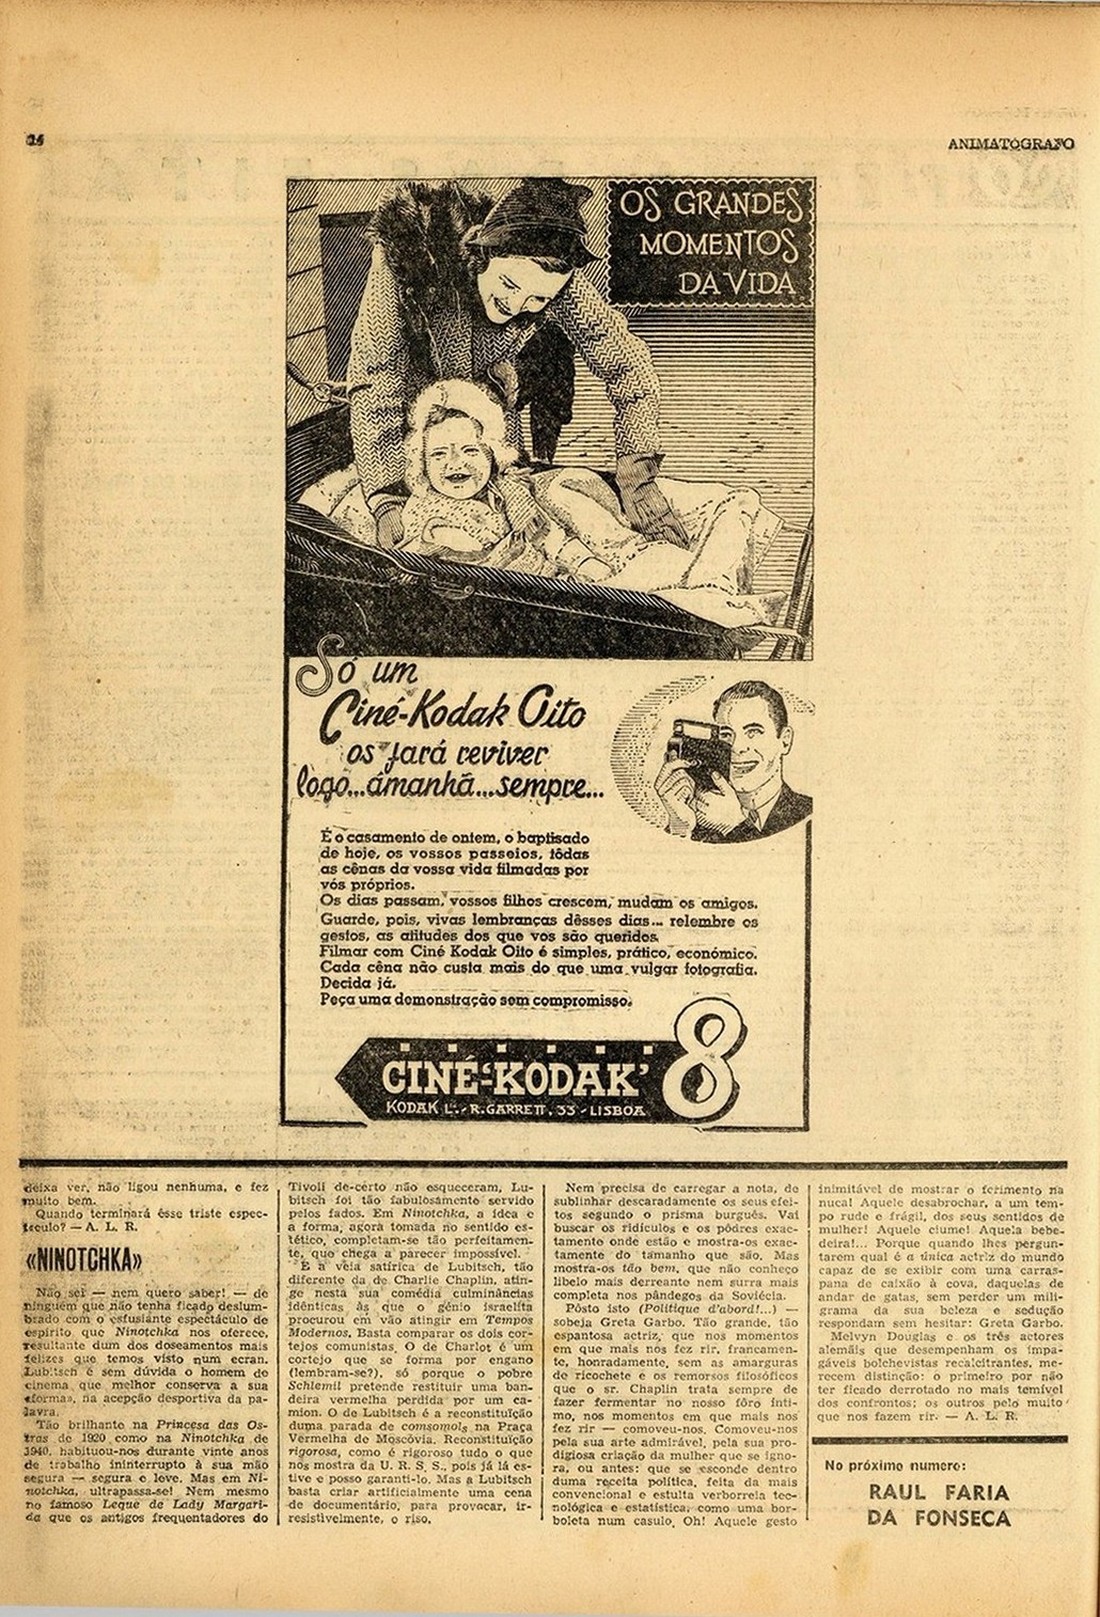 ANIMATÓGRAFO
OS GRANDES
MOMENTOS
DA VIDA
Só um
Ciné-Kodak Oito
os fará reviver
logo...ámanhã...sempre...
É o casamento de ontem, o baptisado
de hoje, os vossos passeios, tôdas
as cênas da vossa vida filmadas por
vós próprios.
Os dias passam, vossos filhos crescem, mudam os amigos.
Guarde, pois, vivas lembranças dêsses dias... relembre os
gestos, as atitudes dos que vos são queridos.
Filmar com Ciné Kodak Oito é simples, prático, económico.
Cada cêna não custa mais do que uma vulgar fotografia.
Decida já.
Peça uma demonstração sem compromisso.
CINÉ-'KODAK' 8
KODAK L.-R.GARRETT, 33-LISBOA
deixa ver, não ligou nenhuma, e fez
muito bem.
Quando terminará êsse triste espec-
táculo? — A. L. R.
«NINOTCHKA»
Não sei — nem quero saber! — de
ninguém que não tenha ficado deslum-
brado com o esfusiante espectáculo de
espírito que Ninotchka nos oferece,
resultante dum dos doseamentos mais
felizes que temos visto num ecran.
Lubitsch é sem dúvida o homem de
cinema que melhor conserva a sua
«forma», na acepção desportiva da pa-
lavra.
Tão brilhante na Princesa das Os-
tras de 1920 como na Ninotchka de
1940, habituou-nos durante vinte anos
de trabalho ininterrupto à sua mão
segura — segura e leve. Mas em Ni-
notchka, ultrapassa-se! Nem mesmo
no famoso Leque de Lady Margari-
da que os antigos freqüentadores do
Tivoli de-certo não esqueceram, Lu-
bitsch foi tão fabulosamente servido
pelos fados. Em Ninotchka, a idea e
a forma, agora tomada no sentido es-
tético, completam-se tão perfeitamen-
te, que chega a parecer impossível.
E a veia satírica de Lubitsch, tão
diferente da de Charlie Chaplin, atin-
ge nesta sua comédia culminâncias
idênticas às que o génio israelita
procurou em vão atingir em Tempos
Modernos. Basta comparar os dois cor-
tejos comunistas. O de Charlot é um
cortejo que se forma por engano
(lembram-se?), só porque o pobre
Schlemil pretende restituir uma ban-
deira vermelha perdida por um ca-
mion. O de Lubitsch é a reconstituïção
duma parada de comsomols na Praça
Vermelha de Moscóvia. Reconstituïção
rigorosa, como é rigoroso tudo o que
nos mostra da U. R. S. S., pois já lá es-
tive e posso garanti-lo. Mas a Lubitsch
basta criar artificialmente uma cena
de documentário, para provocar, ir-
resistivelmente, o riso.
Nem precisa de carregar a nota, de
sublinhar descaradamente os seus efei-
tos segundo o prisma burguês. Vai
buscar os ridículos e os pôdres exac-
tamente onde estão e mostra-os exac-
tamente do tamanho que são. Mas
mostra-os tão bem, que não conheço
libelo mais derreante nem surra mais
completa nos pândegos da Soviécia.
Pôsto isto (Politique d'abord!...) —
sobeja Greta Garbo. Tão grande, tão
espantosa actriz, que nos momentos
em que mais nos fez rir, francamen-
te, honradamente, sem as amarguras
de ricochete e os remorsos filosóficos
que o sr. Chaplin trata sempre de
fazer fermentar no nosso fôro ínti-
mo, nos momentos em que mais nos
fez rir — comoveu-nos. Comoveu-nos
pela sua arte admirável, pela sua pro-
digiosa criação da mulher que se igno-
ra, ou antes: que se esconde dentro
duma receita política, feita da mais
convencional e estulta verborreia tec-
nológica e estatística, como uma bor-
boleta num casulo. Oh! Aquele gesto
inimitável de mostrar o ferimento na
nuca! Aquele desabrochar, a um tem-
po rude e frágil, dos seus sentidos de
mulher! Aquele ciume! Aquela bebe-
deira!... Porque quando lhes pergun-
tarem qual é a única actriz do mundo
capaz de se exibir com uma carras-
pana de caixão à cova, daquelas de
andar de gatas, sem perder um mili-
grama da sua beleza e sedução
respondam sem hesitar: Greta Garbo.
Melvyn Douglas e os três actores
alemãis que desempenham os impa-
gáveis bolchevistas recalcitrantes, me-
recem distinção: o primeiro por não
ter ficado derrotado no mais temível
dos confrontos; os outros pelo muito
que nos fazem rir. — A. L. R.
No próximo numero:
RAUL FARIA
DA FONSECA